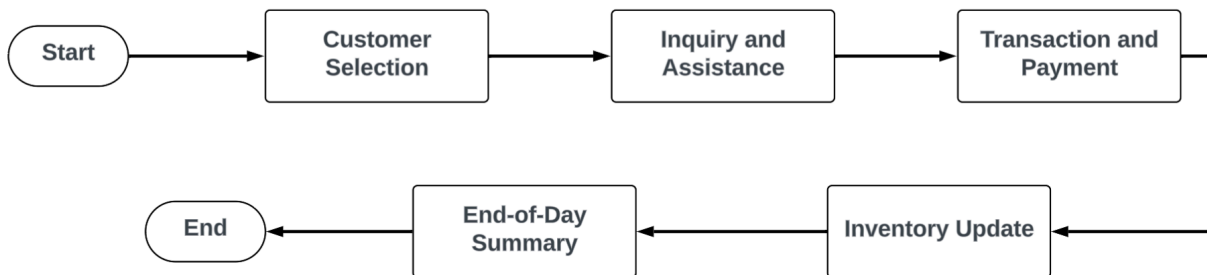 Start
Customer
Selection
Inquiry and
Assistance
Transaction and
Payment
Inventory Update
End-of-Day
Summary
End